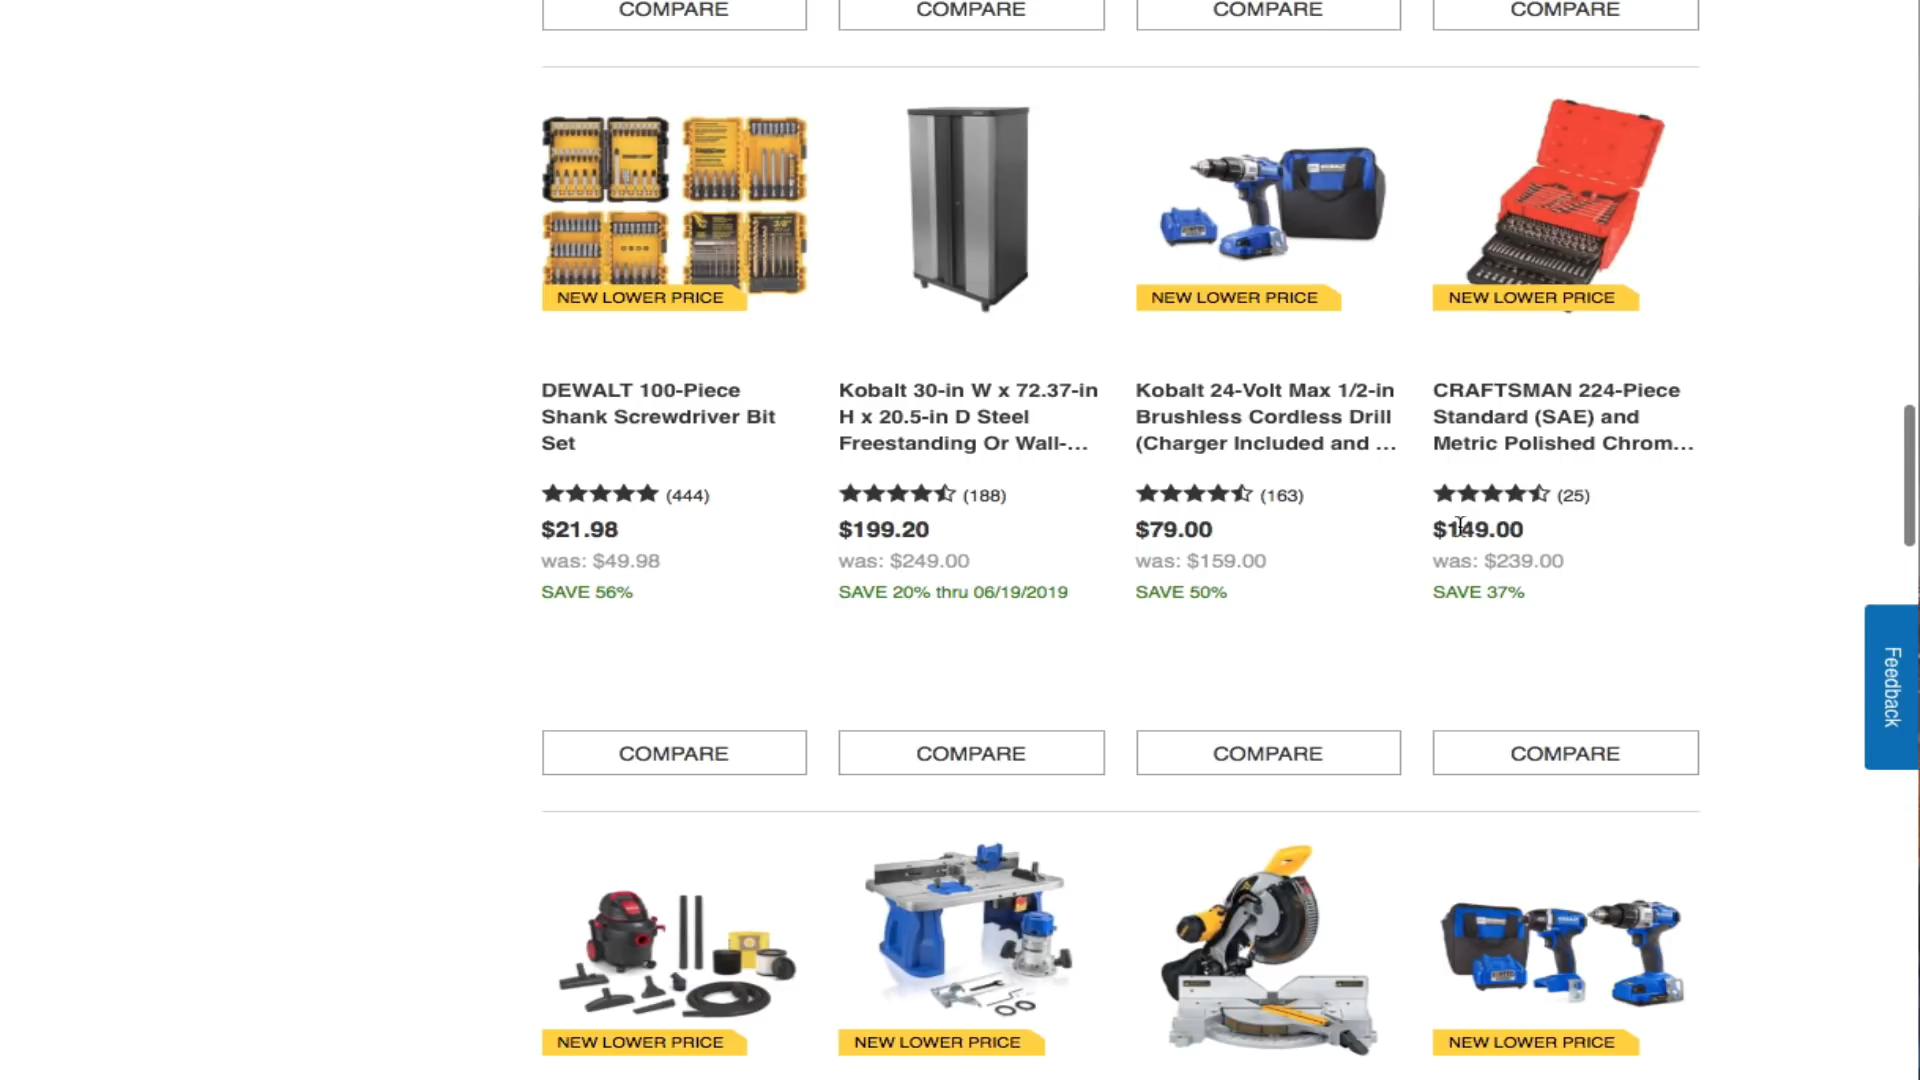 COMPARE
COMPARE
COMPARE
COMPARE
NEW LOWER PRICE
NEW LOWER PRICE
NEW LOWER PRICE
DEWALT 100-Piece
Shank Screwdriver Bit
Set
(444)
$21.98
was: $49.98
SAVE 56%
Kobalt 30-in W x 72.37-in
H x 20.5-in D Steel
Freestanding Or Wall-...
(188)
$199.20
was: $249.00
SAVE 20% thru 06/19/2019
Kobalt 24-Volt Max 1/2-in
Brushless Cordless Drill
(Charger Included and ...
(163)
$79.00
was: $159.00
SAVE 50%
CRAFTSMAN 224-Piece
Standard (SAE) and
Metric Polished Chrom...
(25)
$149.00
was: $239.00
SAVE 37%
Feedback
COMPARE
COMPARE
COMPARE
COMPARE
NEW LOWER PRICE
NEW LOWER PRICE
NEW LOWER PRICE